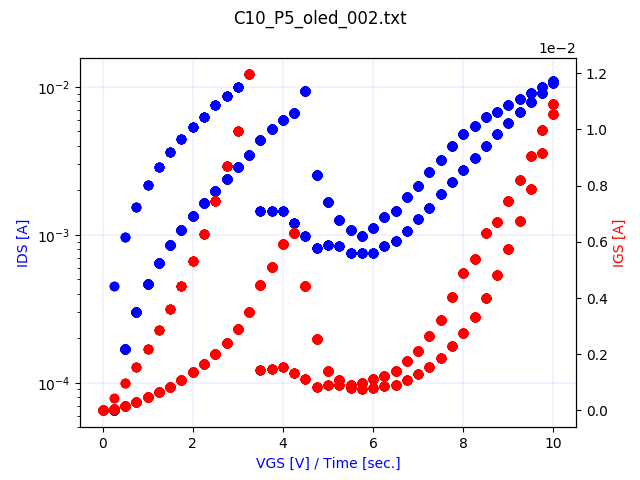 C10_P5_oled_002.txt
1e−2
10⁻²
10⁻³
10⁻⁴
IDS [A]
1.2
1.0
0.8
0.6
0.4
0.2
0.0
IGS [A]
0 2 4 6 8 10
VGS [V] / Time [sec.]